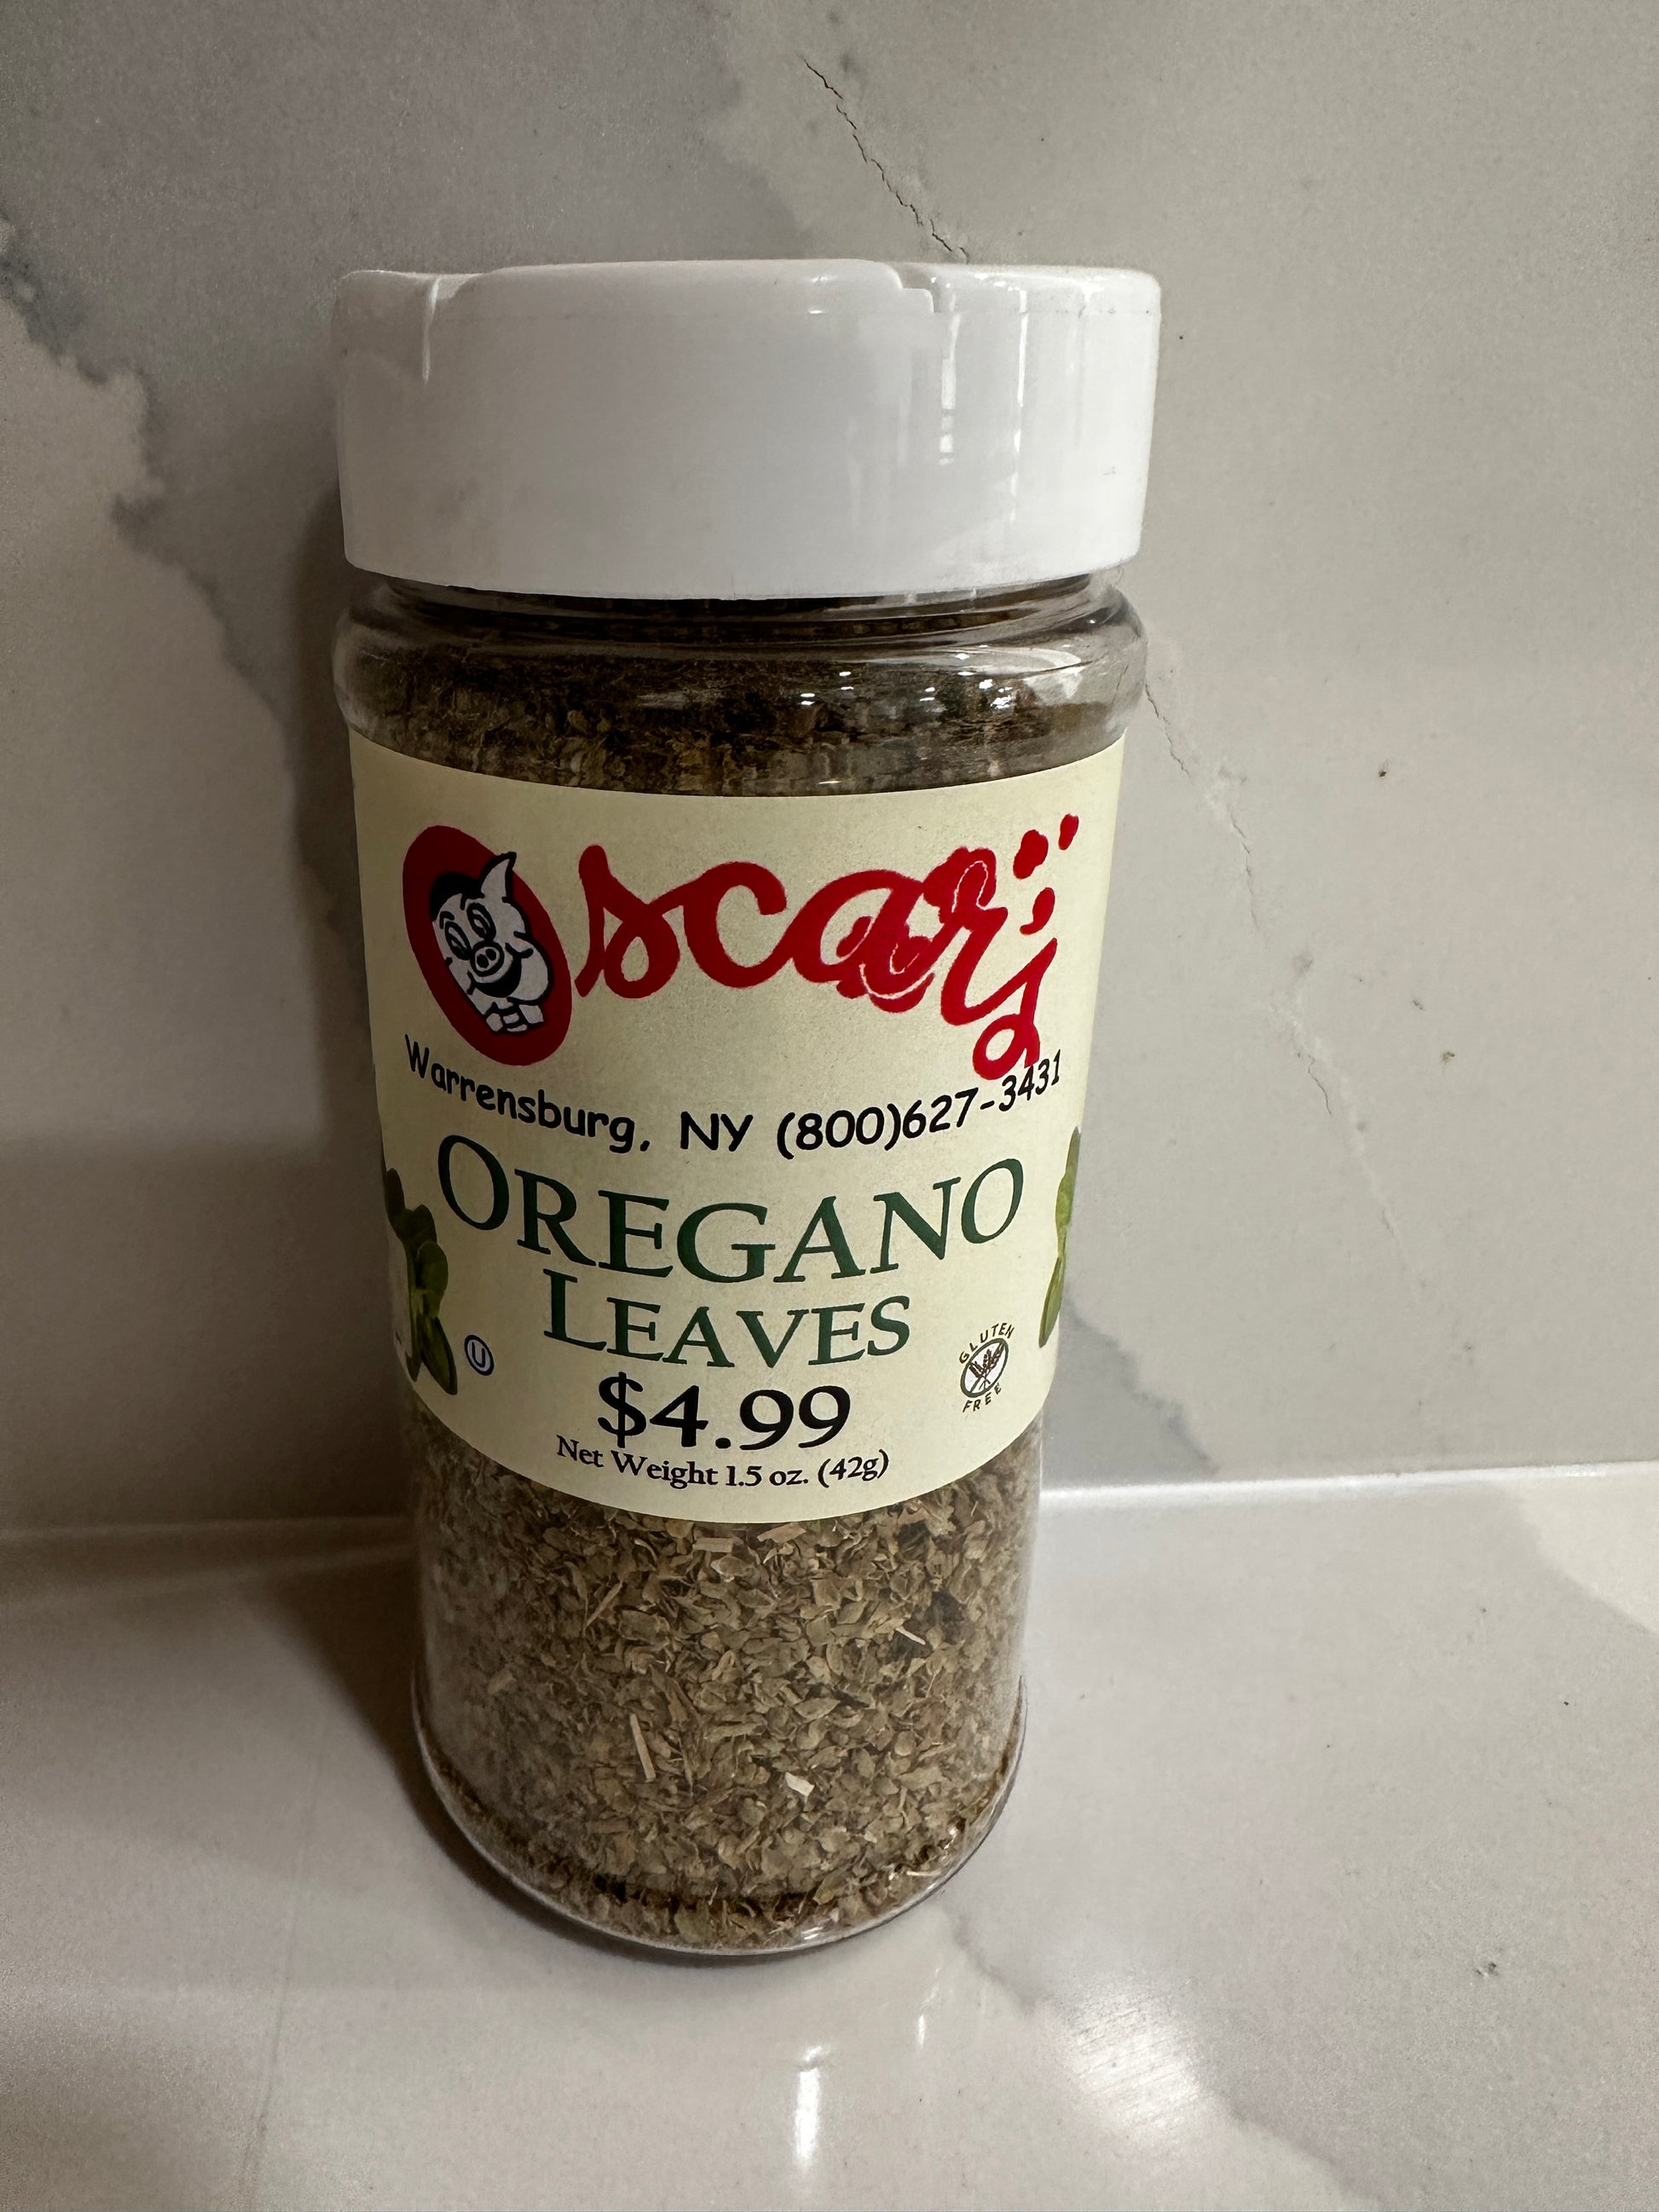 Oscar's
Warrensburg, NY (800)627-3431
OREGANO
LEAVES
$4.99
Net Weight 1.5 oz. (42g)
U
GLUTEN
FREE